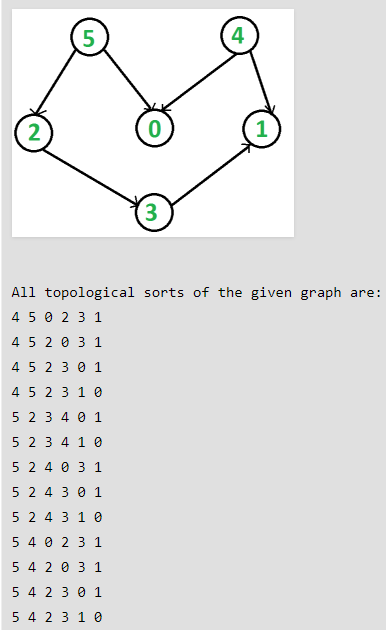 5 4
2 0 1
3
All topological sorts of the given graph are:
4 5 0 2 3 1
4 5 2 0 3 1
4 5 2 3 0 1
4 5 2 3 1 0
5 2 3 4 0 1
5 2 3 4 1 0
5 2 4 0 3 1
5 2 4 3 0 1
5 2 4 3 1 0
5 4 0 2 3 1
5 4 2 0 3 1
5 4 2 3 0 1
5 4 2 3 1 0